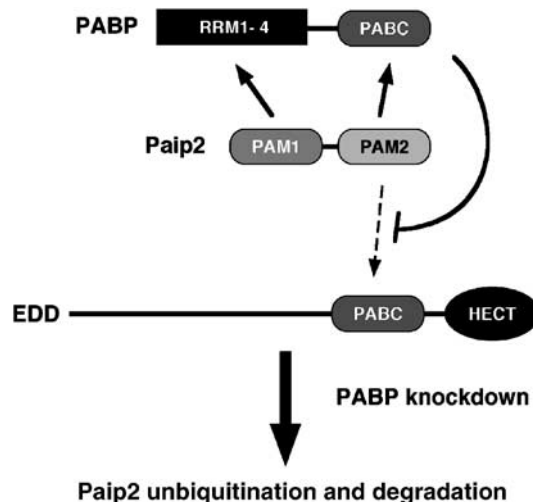 PABP
RRM1- 4
PABC
Paip2
PAM1
PAM2
EDD
PABC
HECT
PABP knockdown
Paip2 unbiquitination and degradation